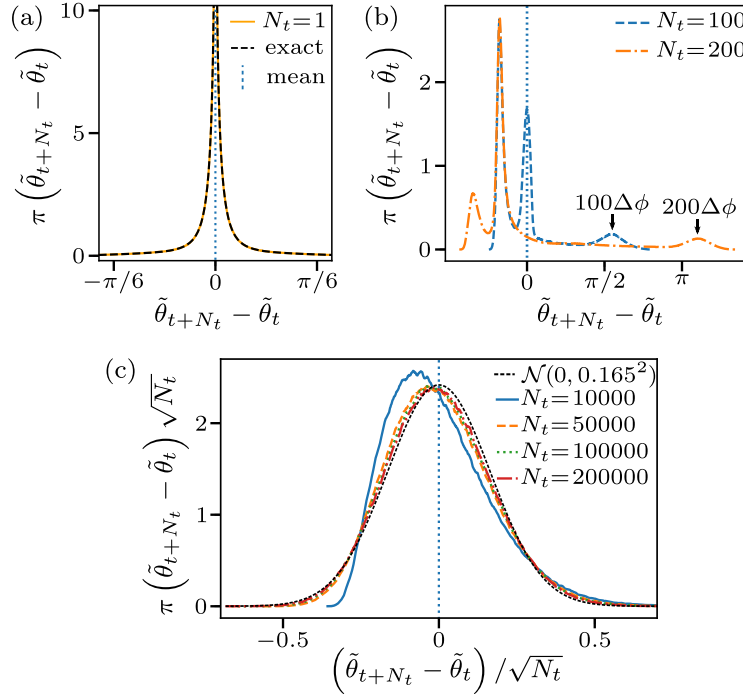 (a)
N_t=1
exact
mean
10
5
0
π (θ̃_{t+N_t} − θ̃_t)
−π/6
0
π/6
θ̃_{t+N_t} − θ̃_t
(b)
N_t=100
N_t=200
2
1
0
π (θ̃_{t+N_t} − θ̃_t)
100Δϕ
200Δϕ
0
π/2
π
θ̃_{t+N_t} − θ̃_t
(c)
N(0, 0.165²)
N_t=10000
N_t=50000
N_t=100000
N_t=200000
2
1
0
π (θ̃_{t+N_t} − θ̃_t) √N_t
−0.5
0
0.5
(θ̃_{t+N_t} − θ̃_t) /√N_t